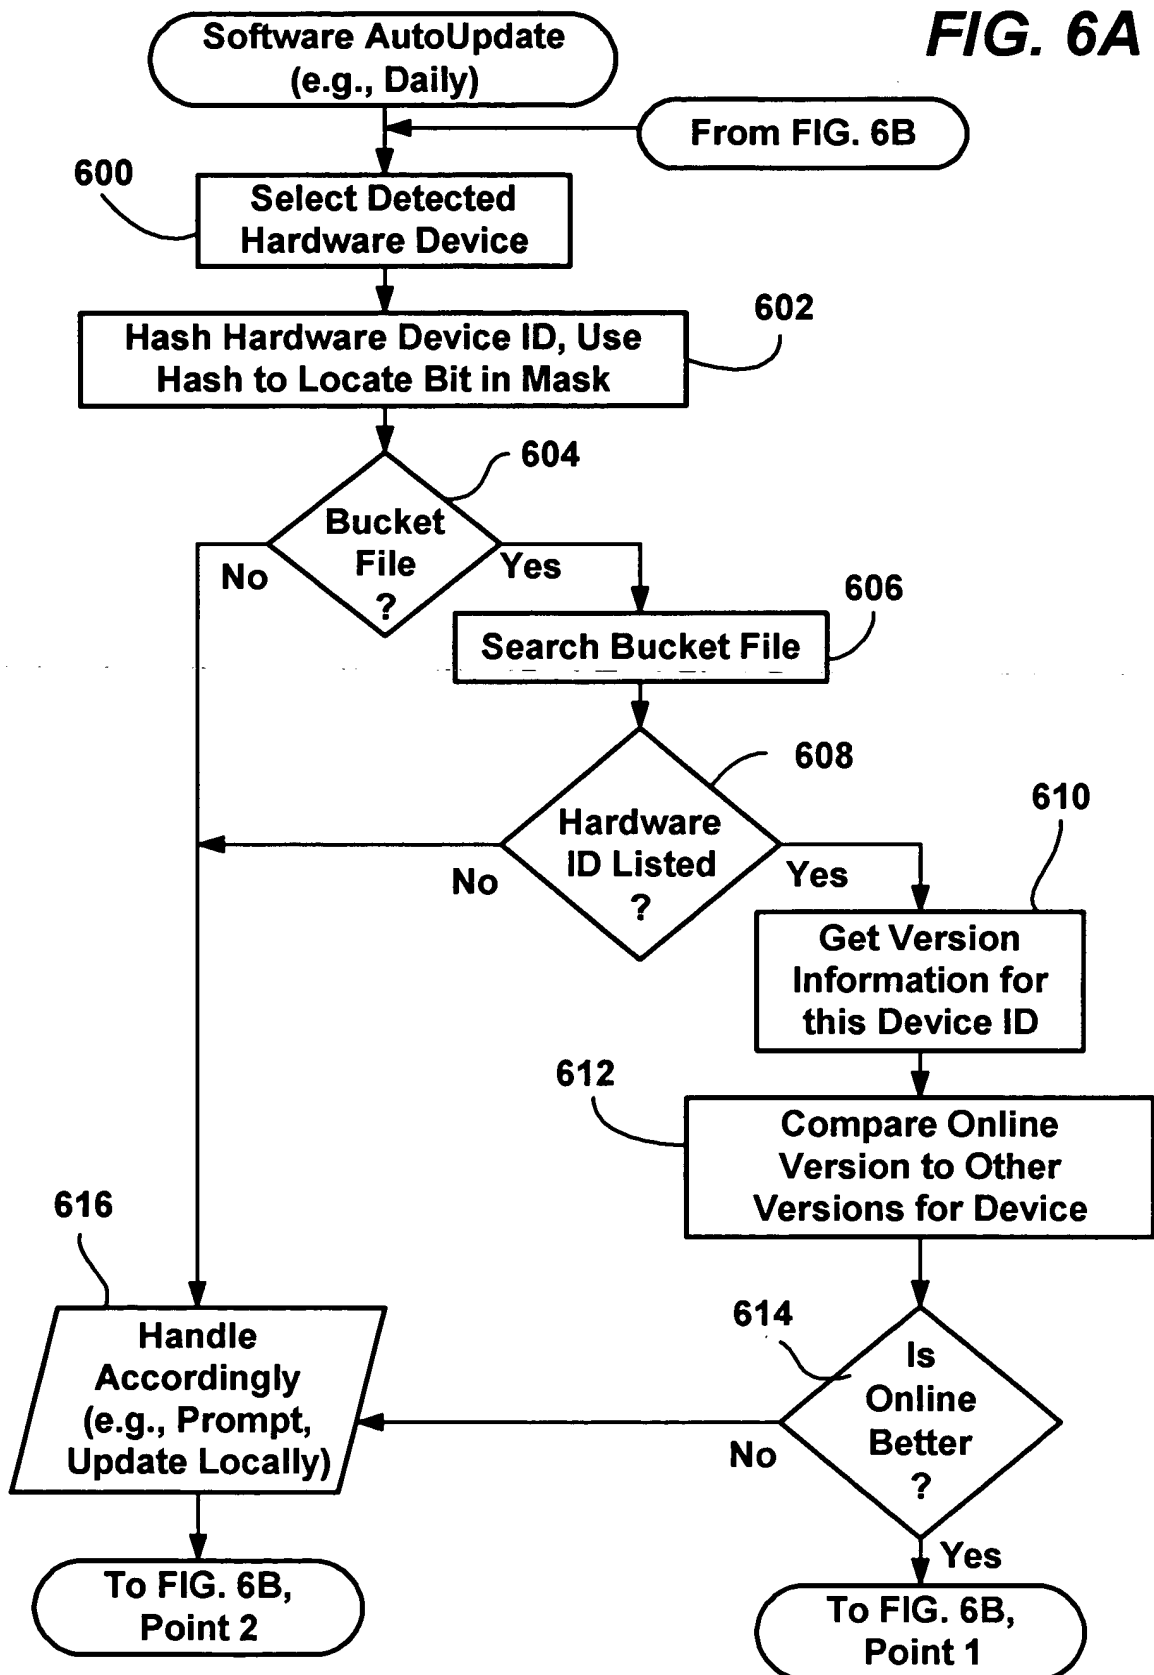 FIG. 6A
Software AutoUpdate
(e.g., Daily)
From FIG. 6B
600
Select Detected
Hardware Device
602
Hash Hardware Device ID, Use
Hash to Locate Bit in Mask
604
Bucket
File
?
No
Yes
606
Search Bucket File
608
Hardware
ID Listed
?
No
Yes
610
Get Version
Information for
this Device ID
612
Compare Online
Version to Other
Versions for Device
614
Is
Online
Better
?
No
Yes
616
Handle
Accordingly
(e.g., Prompt,
Update Locally)
To FIG. 6B,
Point 2
To FIG. 6B,
Point 1